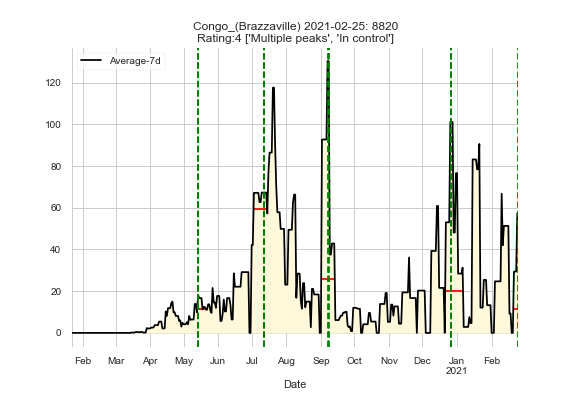 Congo_(Brazzaville) 2021-02-25: 8820
Rating:4 ['Multiple peaks', 'In control']
Average-7d
120
100
80
60
40
20
0
Feb Mar Apr May Jun Jul Aug Sep Oct Nov Dec Jan Feb
2021
Date